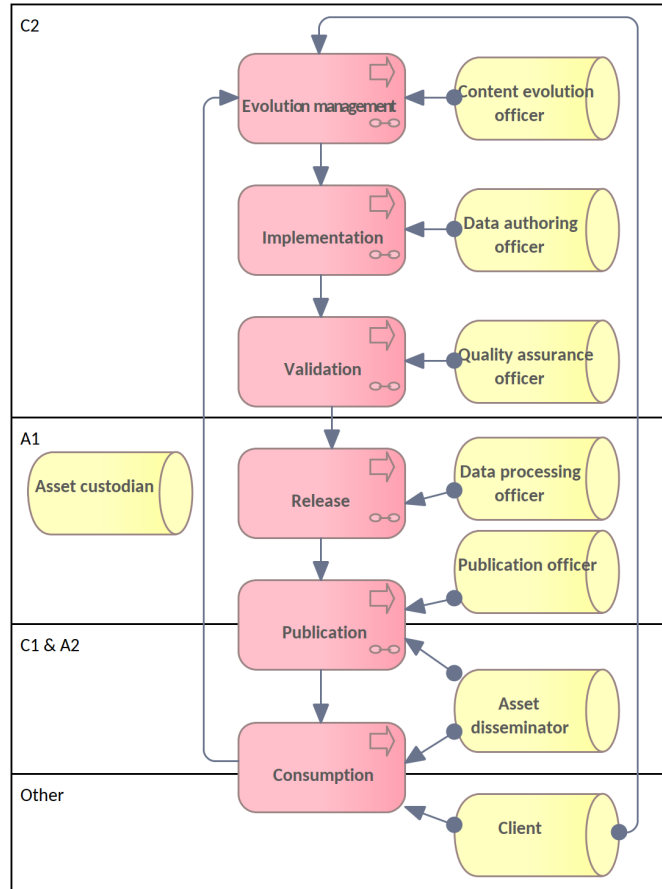 C2
Evolution management
Content evolution
officer
Implementation
Data authoring
officer
Validation
Quality assurance
officer
A1
Asset custodian
Release
Data processing
officer
Publication officer
Publication
C1 & A2
Asset
disseminator
Consumption
Other
Client